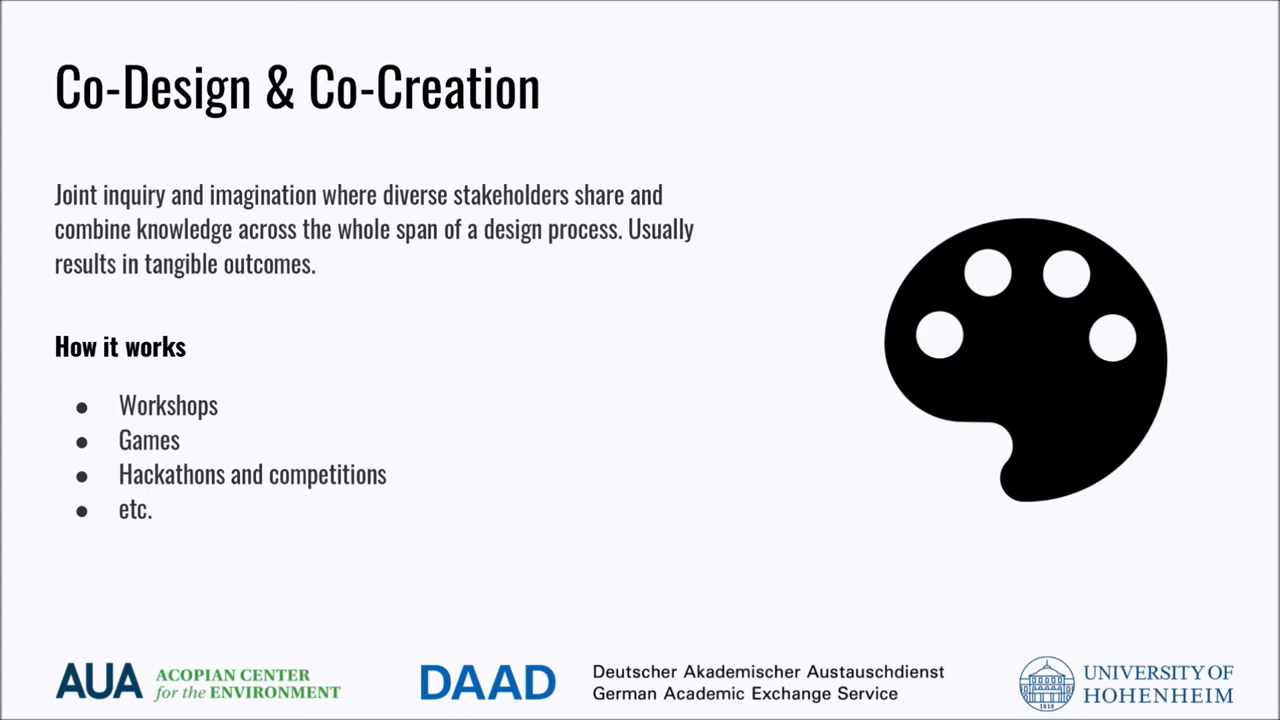 Co-Design & Co-Creation
Joint inquiry and imagination where diverse stakeholders share and
combine knowledge across the whole span of a design process. Usually
results in tangible outcomes.
How it works
● Workshops
● Games
● Hackathons and competitions
● etc.
AUA ACOPIAN CENTER
for the ENVIRONMENT
DAAD
Deutscher Akademischer Austauschdienst
German Academic Exchange Service
1818
UNIVERSITY OF
HOHENHEIM